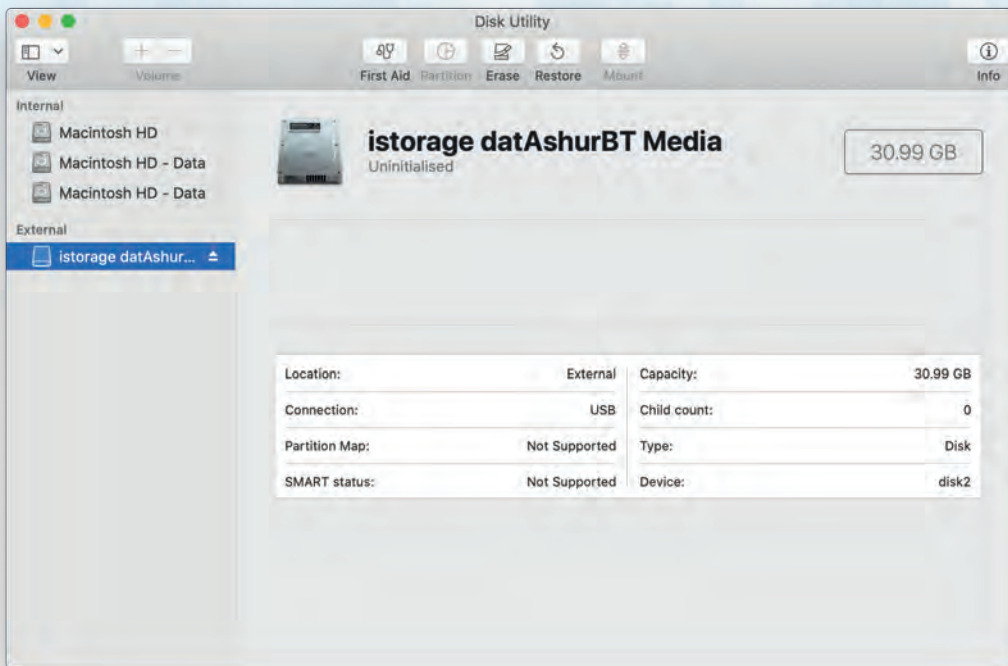 Disk Utility
View
Volume
First Aid
Partition
Erase
Restore
Mount
Info
Internal
Macintosh HD
Macintosh HD - Data
Macintosh HD - Data
External
istorage datAshur...
istorage datAshurBT Media
Uninitialised
30.99 GB
Location: External
Capacity: 30.99 GB
Connection: USB
Child count: 0
Partition Map: Not Supported
Type: Disk
SMART status: Not Supported
Device: disk2